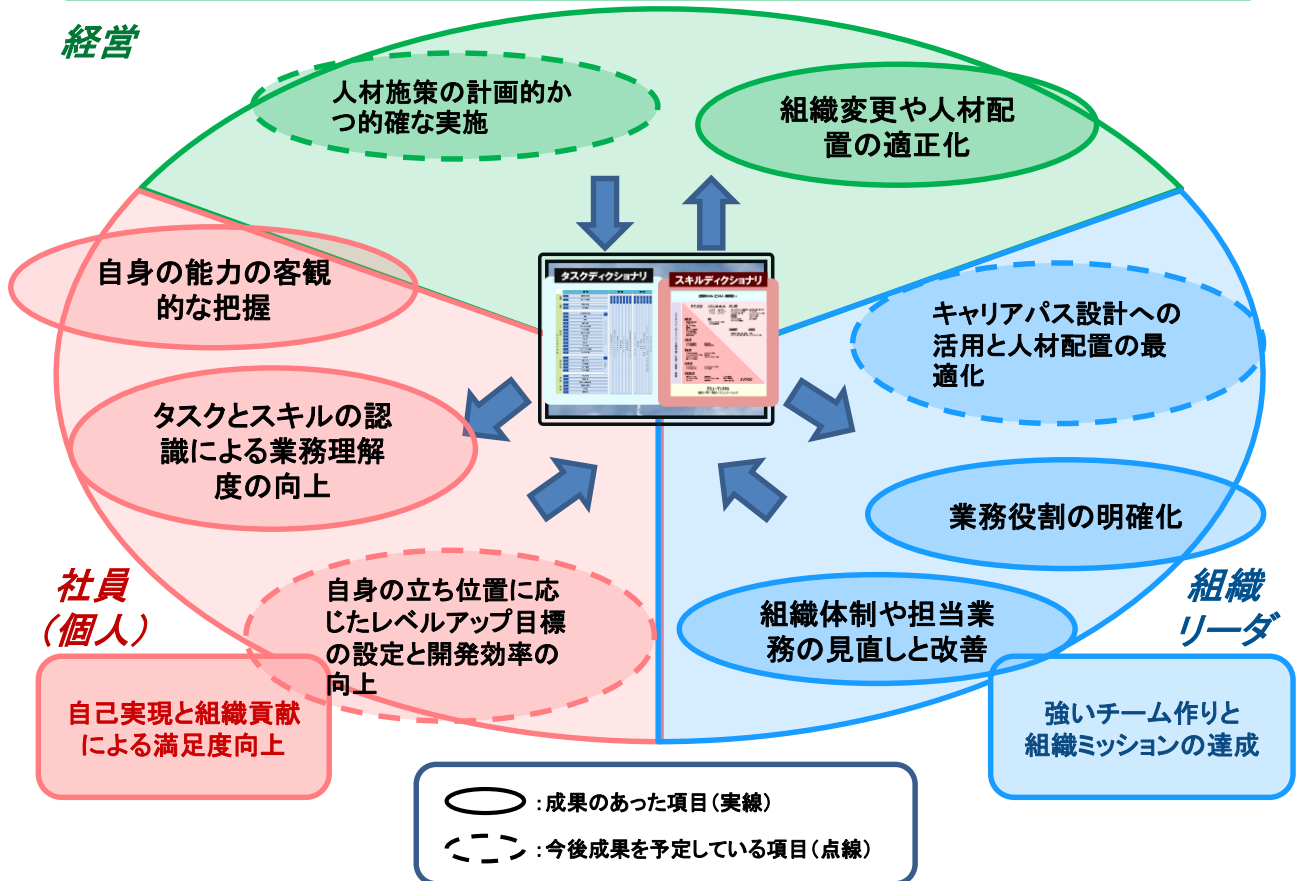 経営
人材施策の計画的か
つ的確な実施
組織変更や人材配
置の適正化
自身の能力の客観
的な把握
タスクディクショナリ
スキルディクショナリ
キャリアパス設計への
活用と人材配置の最
適化
タスクとスキルの認
識による業務理解
度の向上
業務役割の明確化
社員
（個人）
自身の立ち位置に応
じたレベルアップ目標
の設定と開発効率の
向上
組織体制や担当業
務の見直しと改善
組織
リーダ
自己実現と組織貢献
による満足度向上
強いチーム作りと
組織ミッションの達成
：成果のあった項目（実線）
：今後成果を予定している項目（点線）